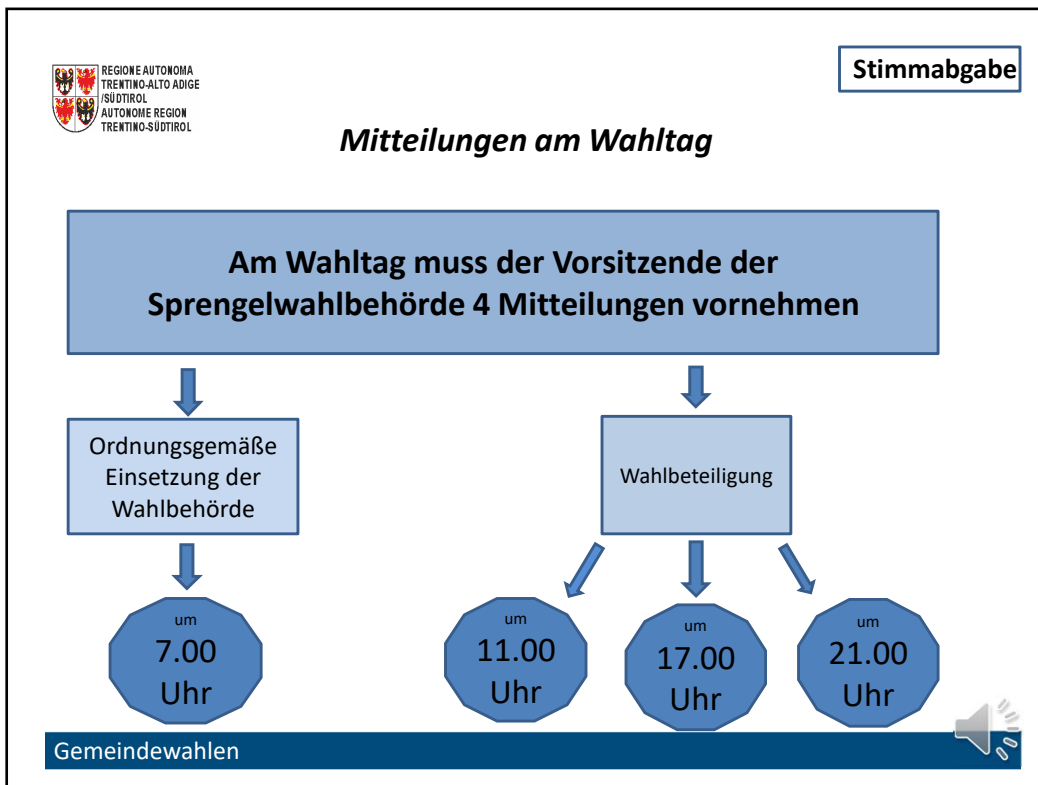 REGIONE AUTONOMA
TRENTINO-ALTO ADIGE
/SÜDTIROL
AUTONOME REGION
TRENTINO-SÜDTIROL
Stimmabgabe
Mitteilungen am Wahltag
Am Wahltag muss der Vorsitzende der
Sprengelwahlbehörde 4 Mitteilungen vornehmen
Ordnungsgemäße
Einsetzung der
Wahlbehörde
Wahlbeteiligung
um
7.00
Uhr
um
11.00
Uhr
um
17.00
Uhr
um
21.00
Uhr
Gemeindewahlen